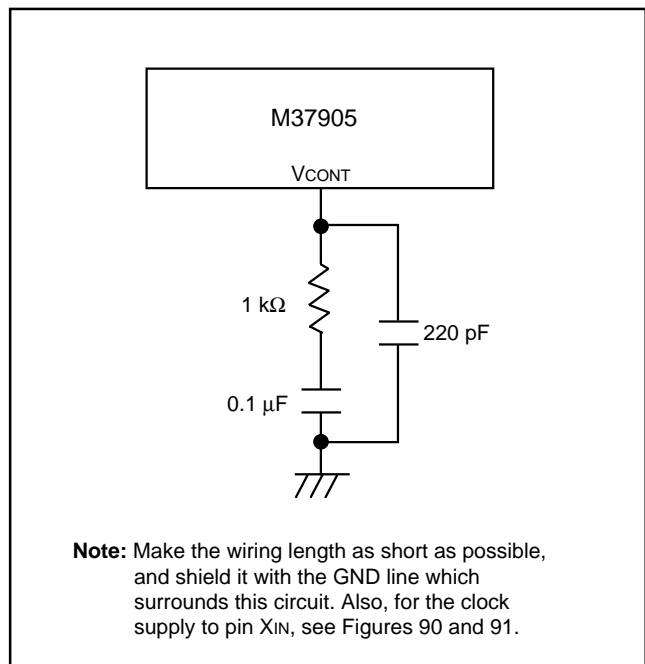 M37905
VCONT
1 kΩ
220 pF
0.1 μF
Note: Make the wiring length as short as possible,
and shield it with the GND line which
surrounds this circuit. Also, for the clock
supply to pin XIN, see Figures 90 and 91.